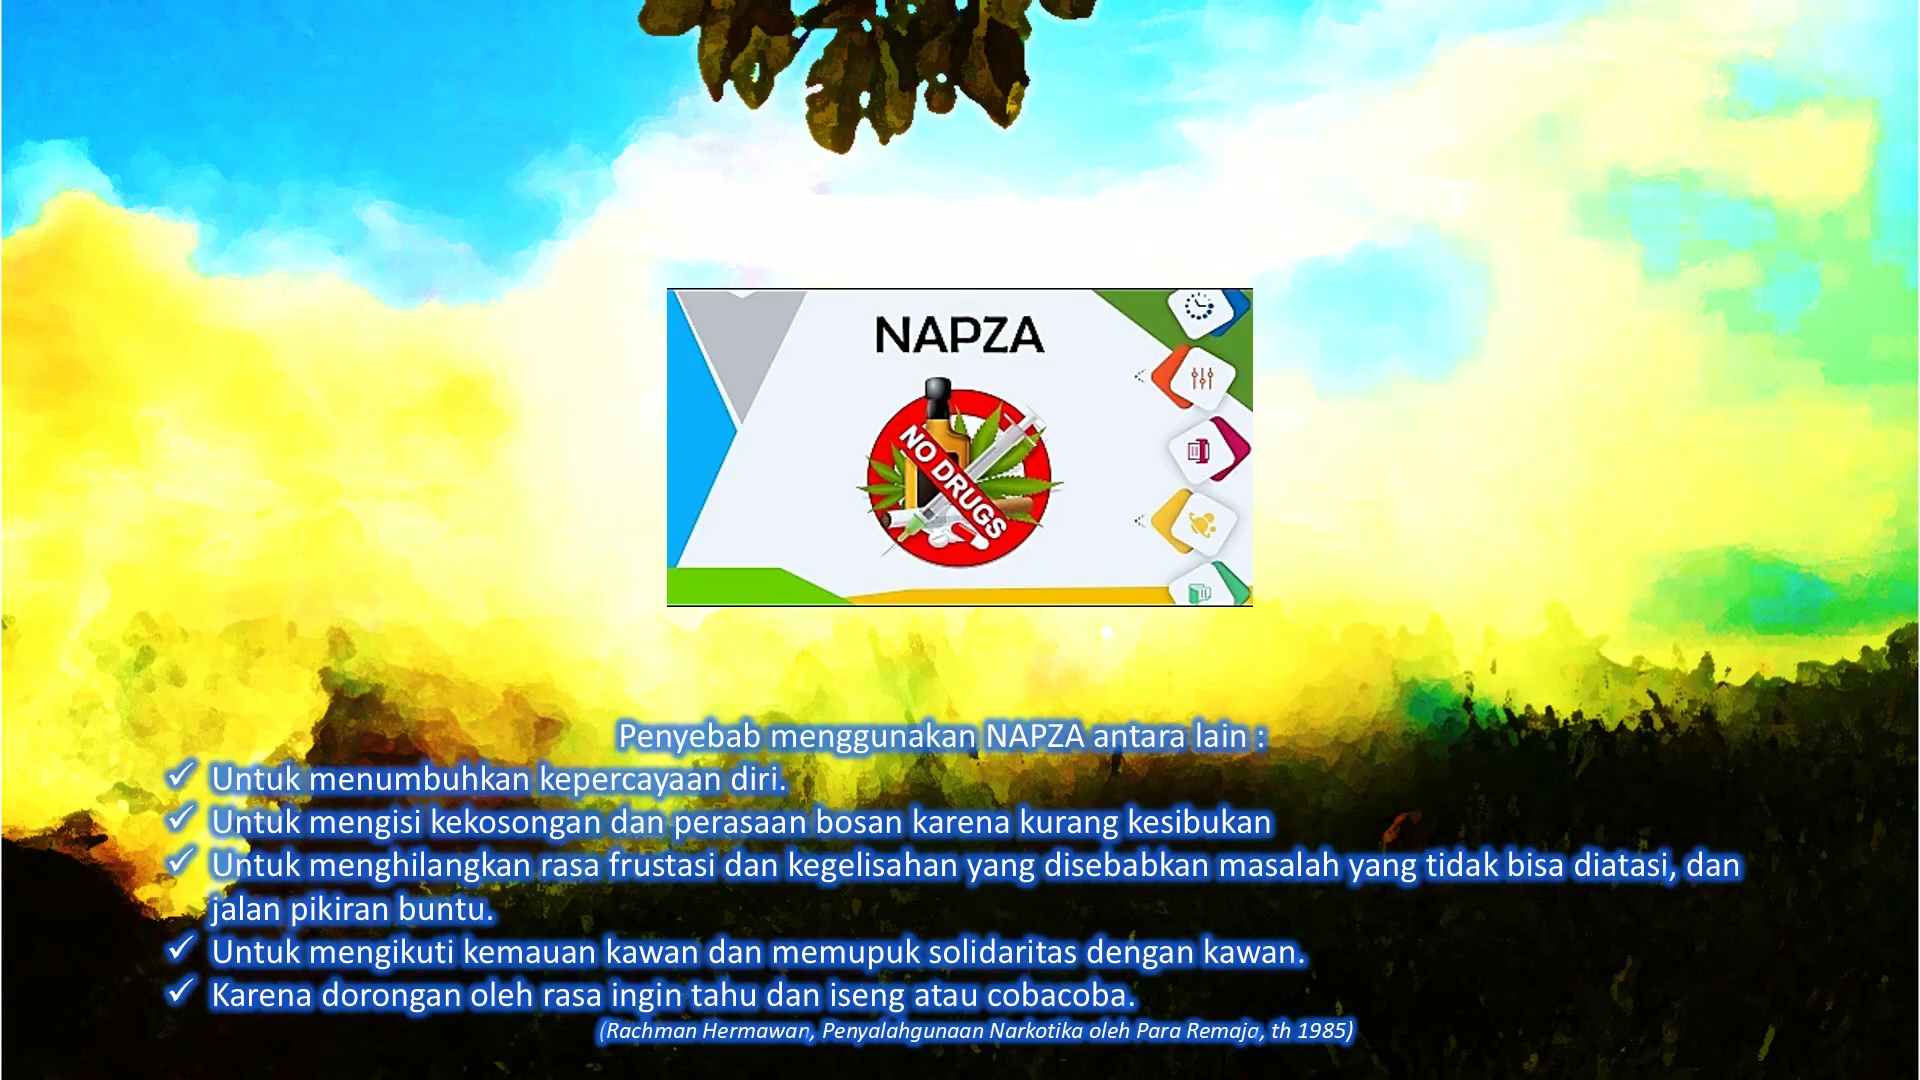 NAPZA
NO DRUGS
Penyebab menggunakan NAPZA antara lain :
✓ Untuk menumbuhkan kepercayaan diri.
✓ Untuk mengisi kekosongan dan perasaan bosan karena kurang kesibukan
✓ Untuk menghilangkan rasa frustasi dan kegelisahan yang disebabkan masalah yang tidak bisa diatasi, dan
jalan pikiran buntu.
✓ Untuk mengikuti kemauan kawan dan memupuk solidaritas dengan kawan.
✓ Karena dorongan oleh rasa ingin tahu dan iseng atau cobacoba.
(Rachman Hermawan, Penyalahgunaan Narkotika oleh Para Remaja, th 1985)